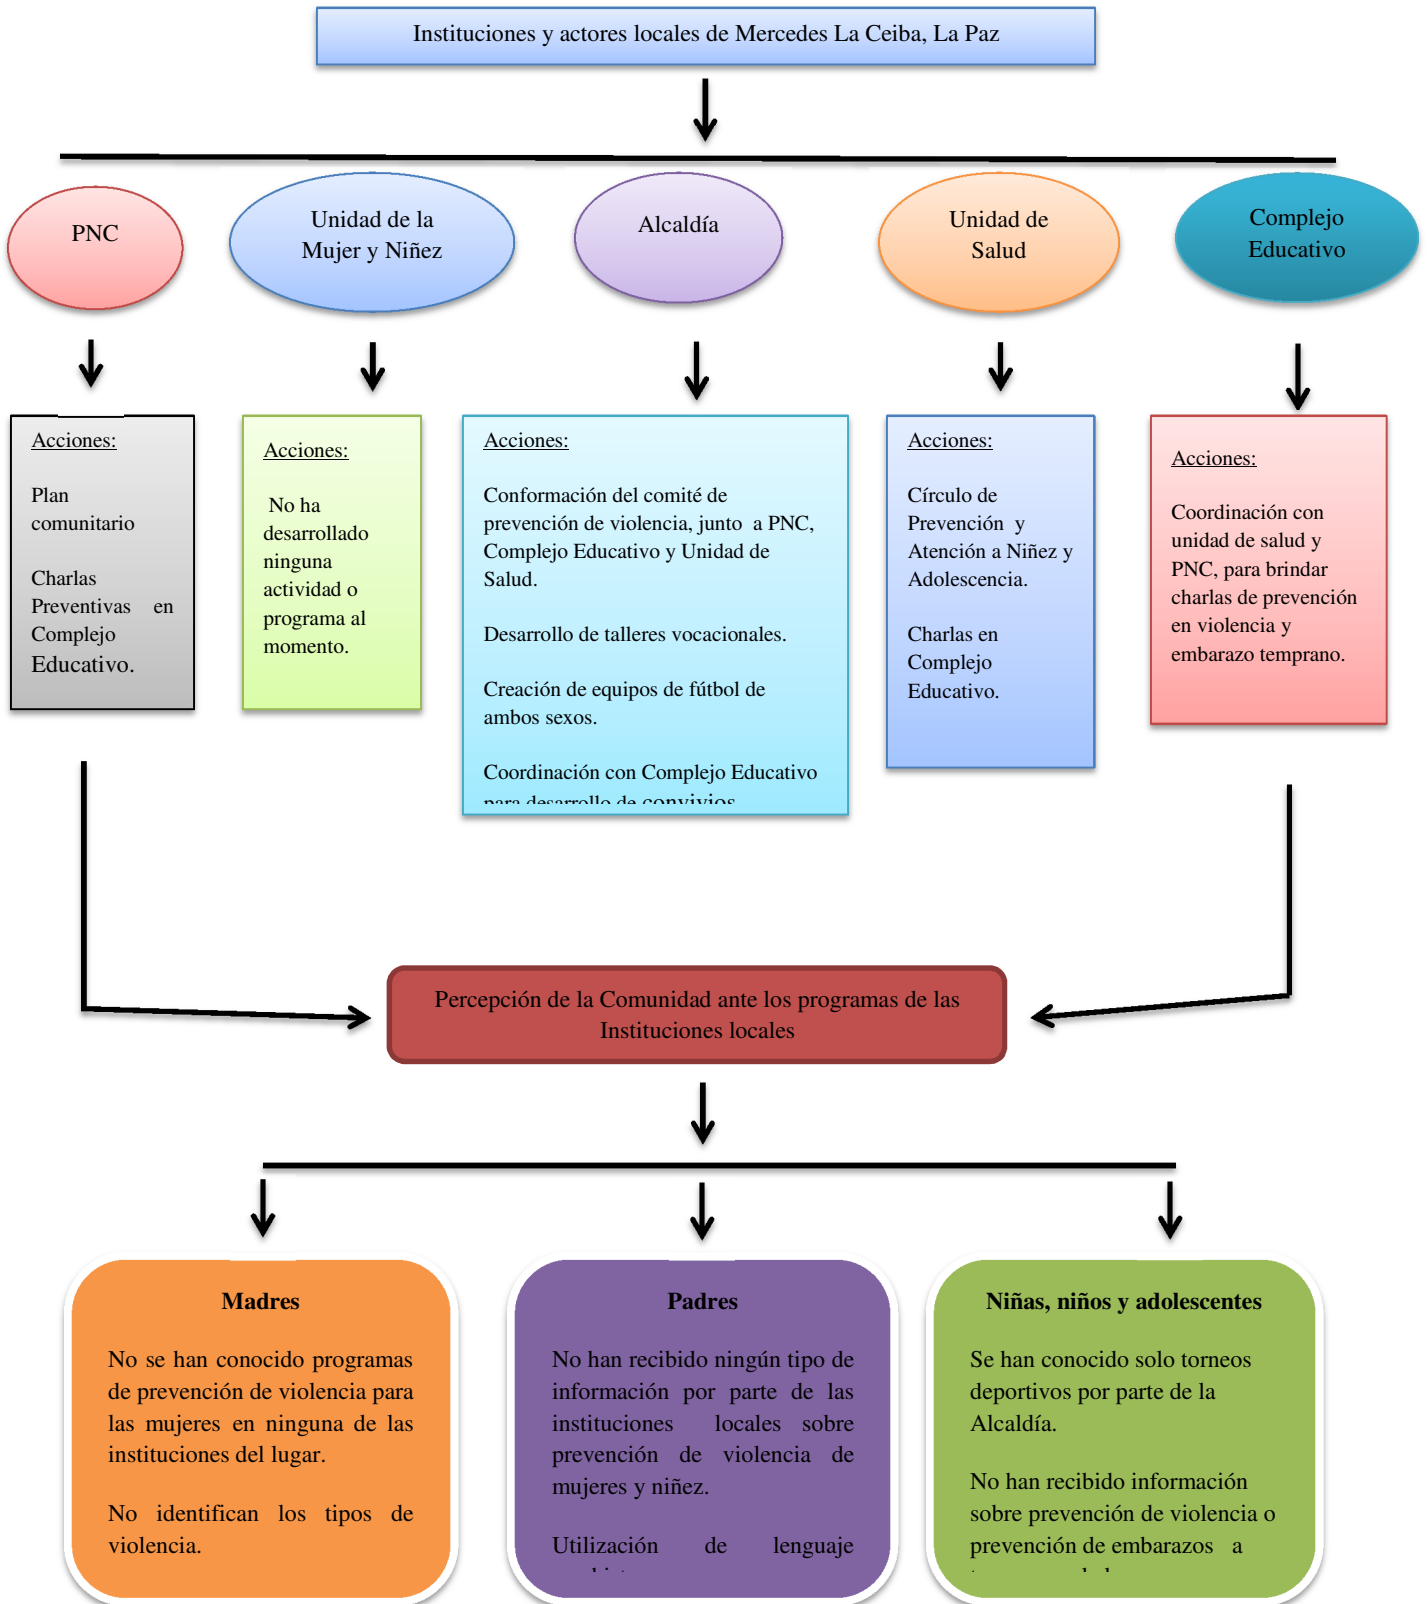 Instituciones y actores locales de Mercedes La Ceiba, La Paz
PNC
Unidad de la
Mujer y Niñez
Alcaldía
Unidad de
Salud
Complejo
Educativo
Acciones:
Plan
comunitario
Charlas
Preventivas en
Complejo
Educativo.
Acciones:
No ha
desarrollado
ninguna
actividad o
programa al
momento.
Acciones:
Conformación del comité de
prevención de violencia, junto a PNC,
Complejo Educativo y Unidad de
Salud.
Desarrollo de talleres vocacionales.
Creación de equipos de fútbol de
ambos sexos.
Coordinación con Complejo Educativo
para desarrollo de convivios
Acciones:
Círculo de
Prevención y
Atención a Niñez y
Adolescencia.
Charlas en
Complejo
Educativo.
Acciones:
Coordinación con
unidad de salud y
PNC, para brindar
charlas de prevención
en violencia y
embarazo temprano.
Percepción de la Comunidad ante los programas de las
Instituciones locales
Madres
No se han conocido programas
de prevención de violencia para
las mujeres en ninguna de las
instituciones del lugar.
No identifican los tipos de
violencia.
Padres
No han recibido ningún tipo de
información por parte de las
instituciones locales sobre
prevención de violencia de
mujeres y niñez.
Utilización de lenguaje
Niñas, niños y adolescentes
Se han conocido solo torneos
deportivos por parte de la
Alcaldía.
No han recibido información
sobre prevención de violencia o
prevención de embarazos a